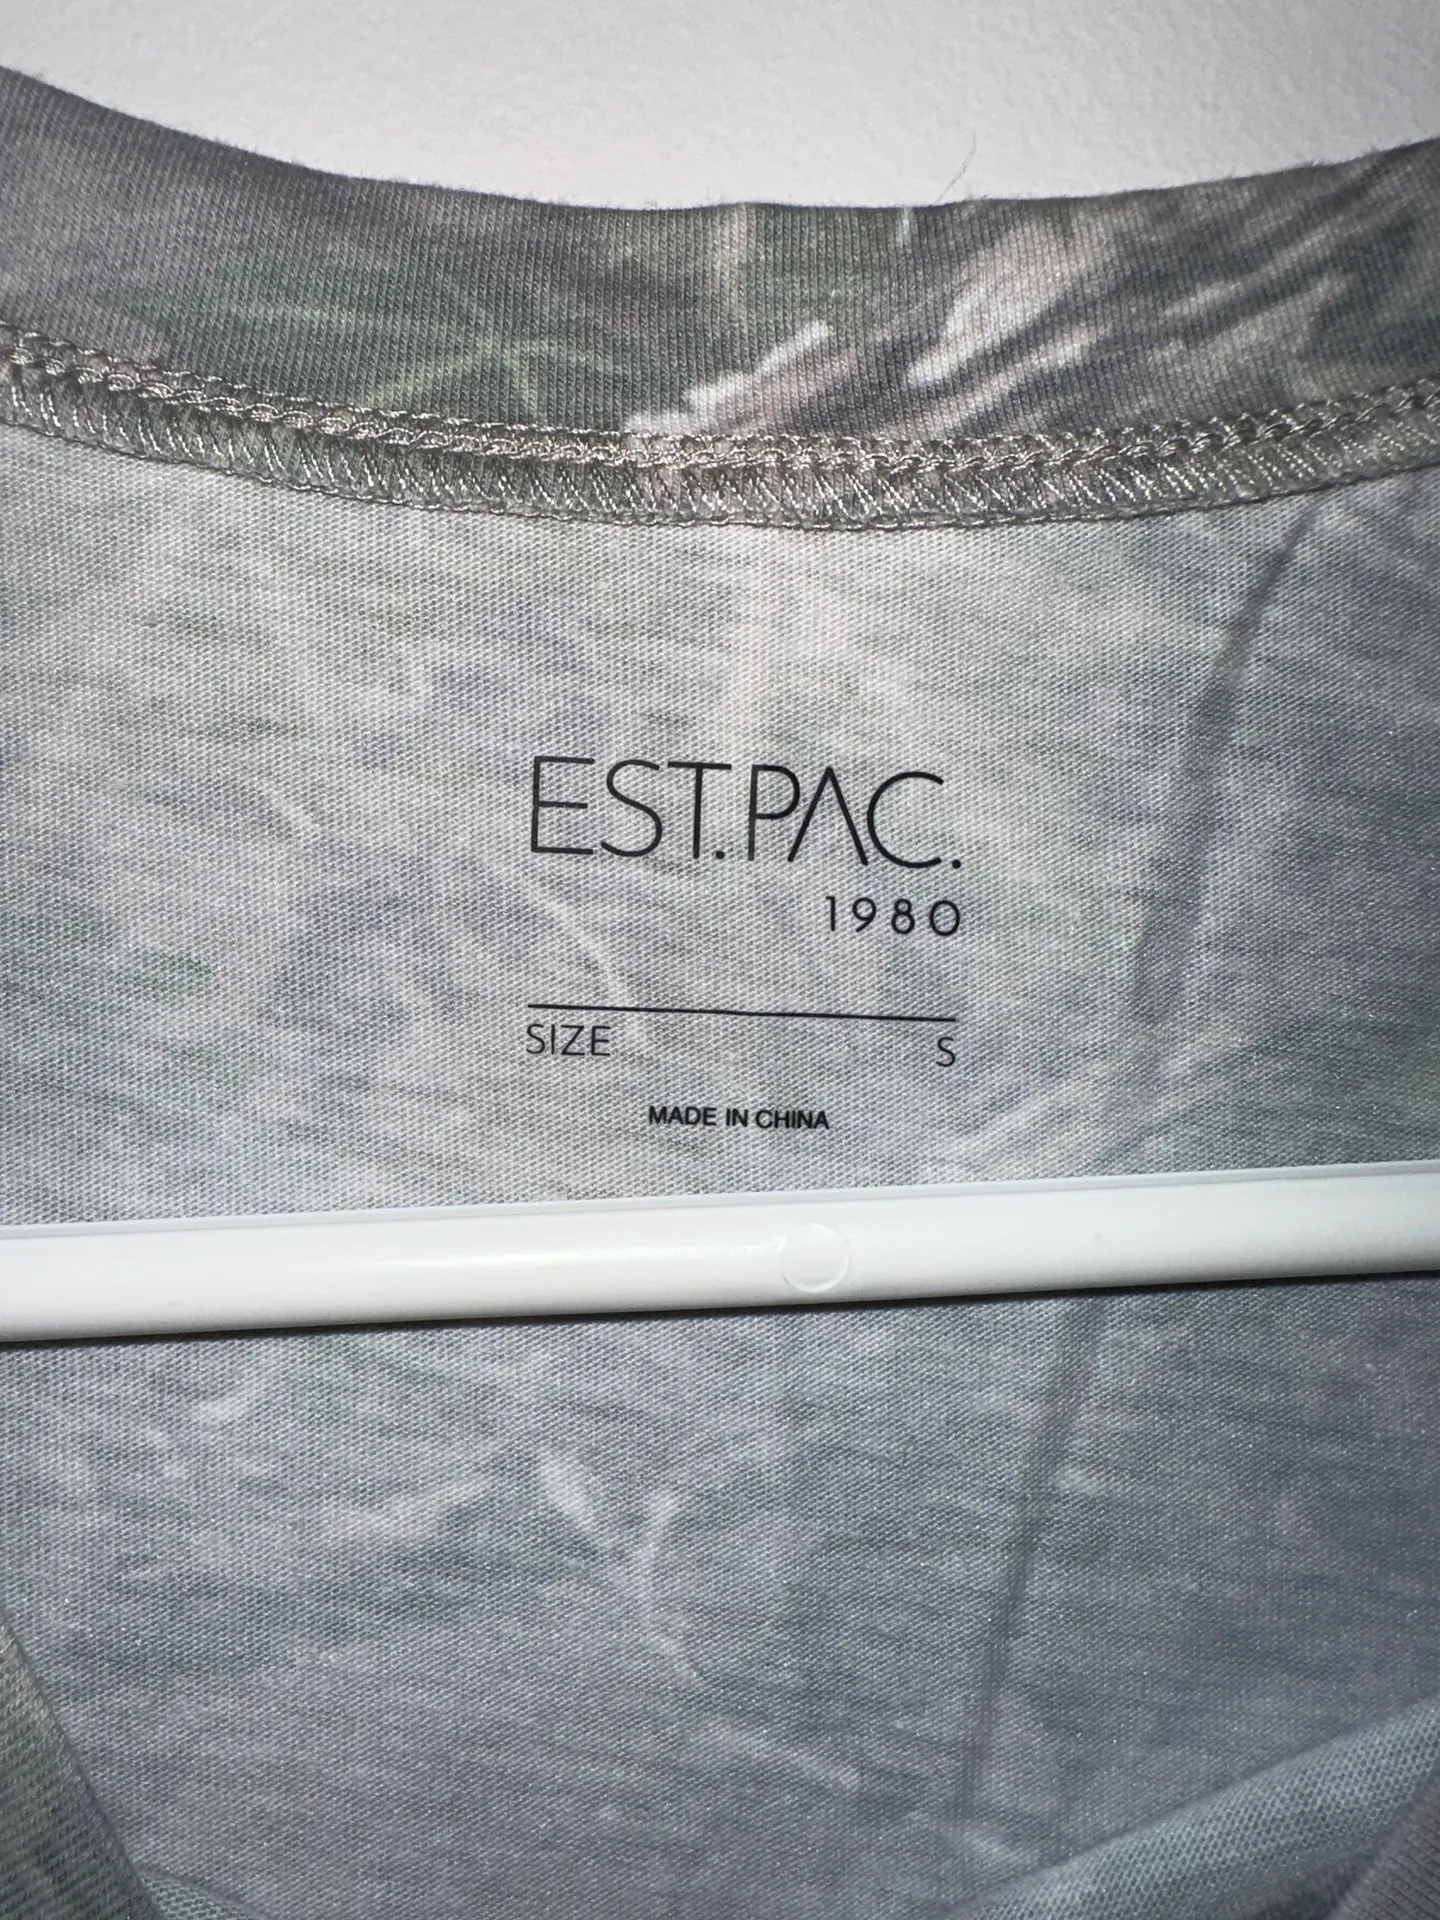 EST.PAC.
1980
SIZE S
MADE IN CHINA